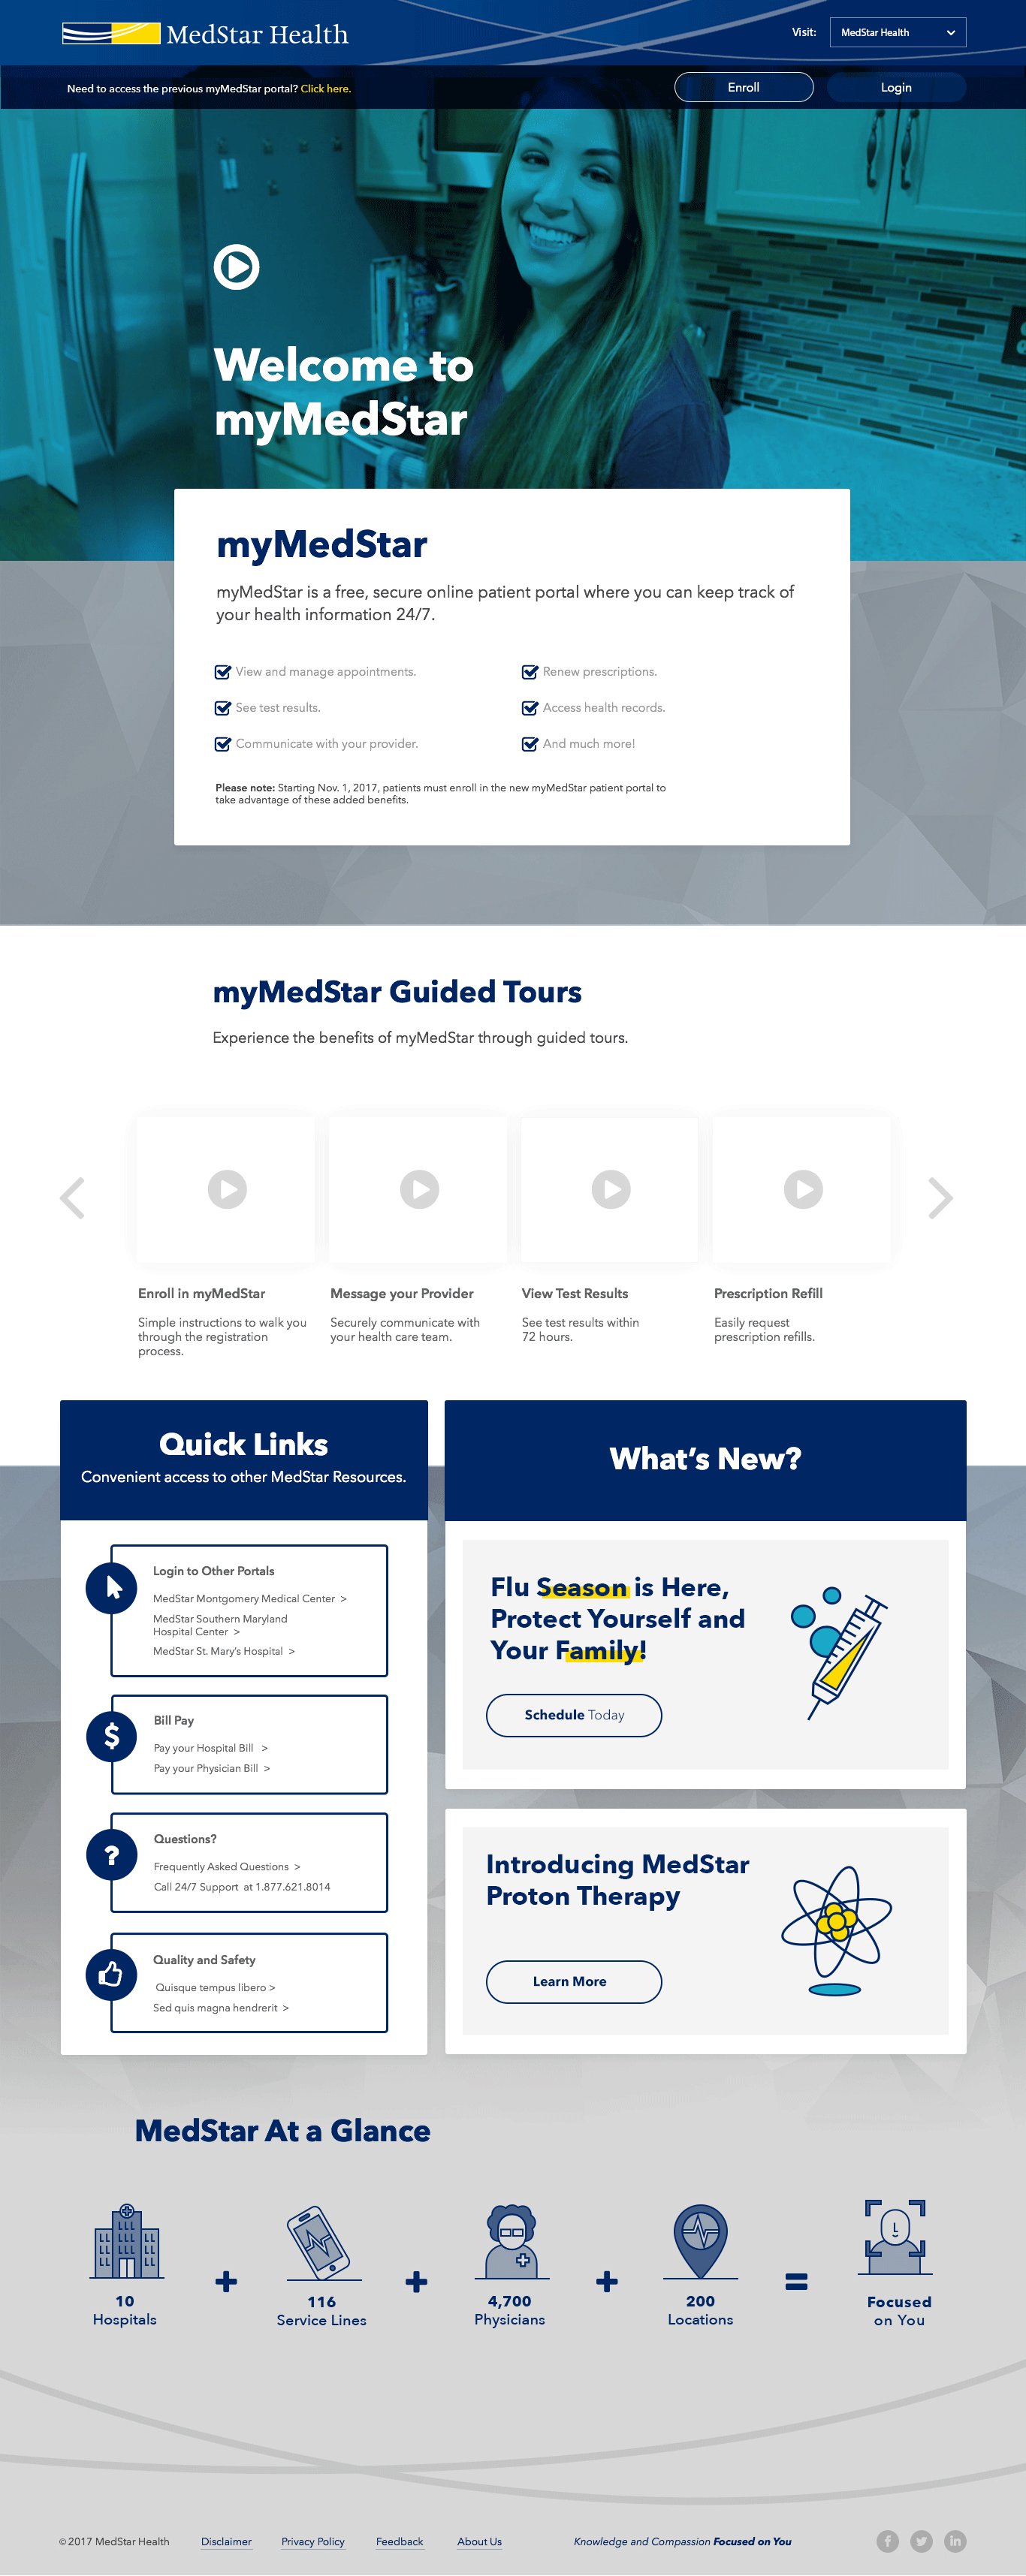 MedStar Health
Visit:
MedStar Health
Need to access the previous myMedStar portal? Click here.
Enroll
Login
Welcome to
myMedStar
myMedStar
myMedStar is a free, secure online patient portal where you can keep track of
your health information 24/7.
View and manage appointments.
Renew prescriptions.
See test results.
Access health records.
Communicate with your provider.
And much more!
Please note: Starting Nov. 1, 2017, patients must enroll in the new myMedStar patient portal to
take advantage of these added benefits.
myMedStar Guided Tours
Experience the benefits of myMedStar through guided tours.
Enroll in myMedStar
Simple instructions to walk you
through the registration
process.
Message your Provider
Securely communicate with
your health care team.
View Test Results
See test results within
72 hours.
Prescription Refill
Easily request
prescription refills.
Quick Links
Convenient access to other MedStar Resources.
Login to Other Portals
MedStar Montgomery Medical Center >
MedStar Southern Maryland
Hospital Center >
MedStar St. Mary's Hospital >
Bill Pay
Pay your Hospital Bill >
Pay your Physician Bill >
Questions?
Frequently Asked Questions >
Call 24/7 Support at 1.877.621.8014
Quality and Safety
Quisque tempus libero >
Sed quis magna hendrerit >
What's New?
Flu Season is Here,
Protect Yourself and
Your Family!
Schedule Today
Introducing MedStar
Proton Therapy
Learn More
MedStar At a Glance
10
Hospitals
+
116
Service Lines
+
4,700
Physicians
+
200
Locations
=
Focused
on You
© 2017 MedStar Health
Disclaimer
Privacy Policy
Feedback
About Us
Knowledge and Compassion Focused on You